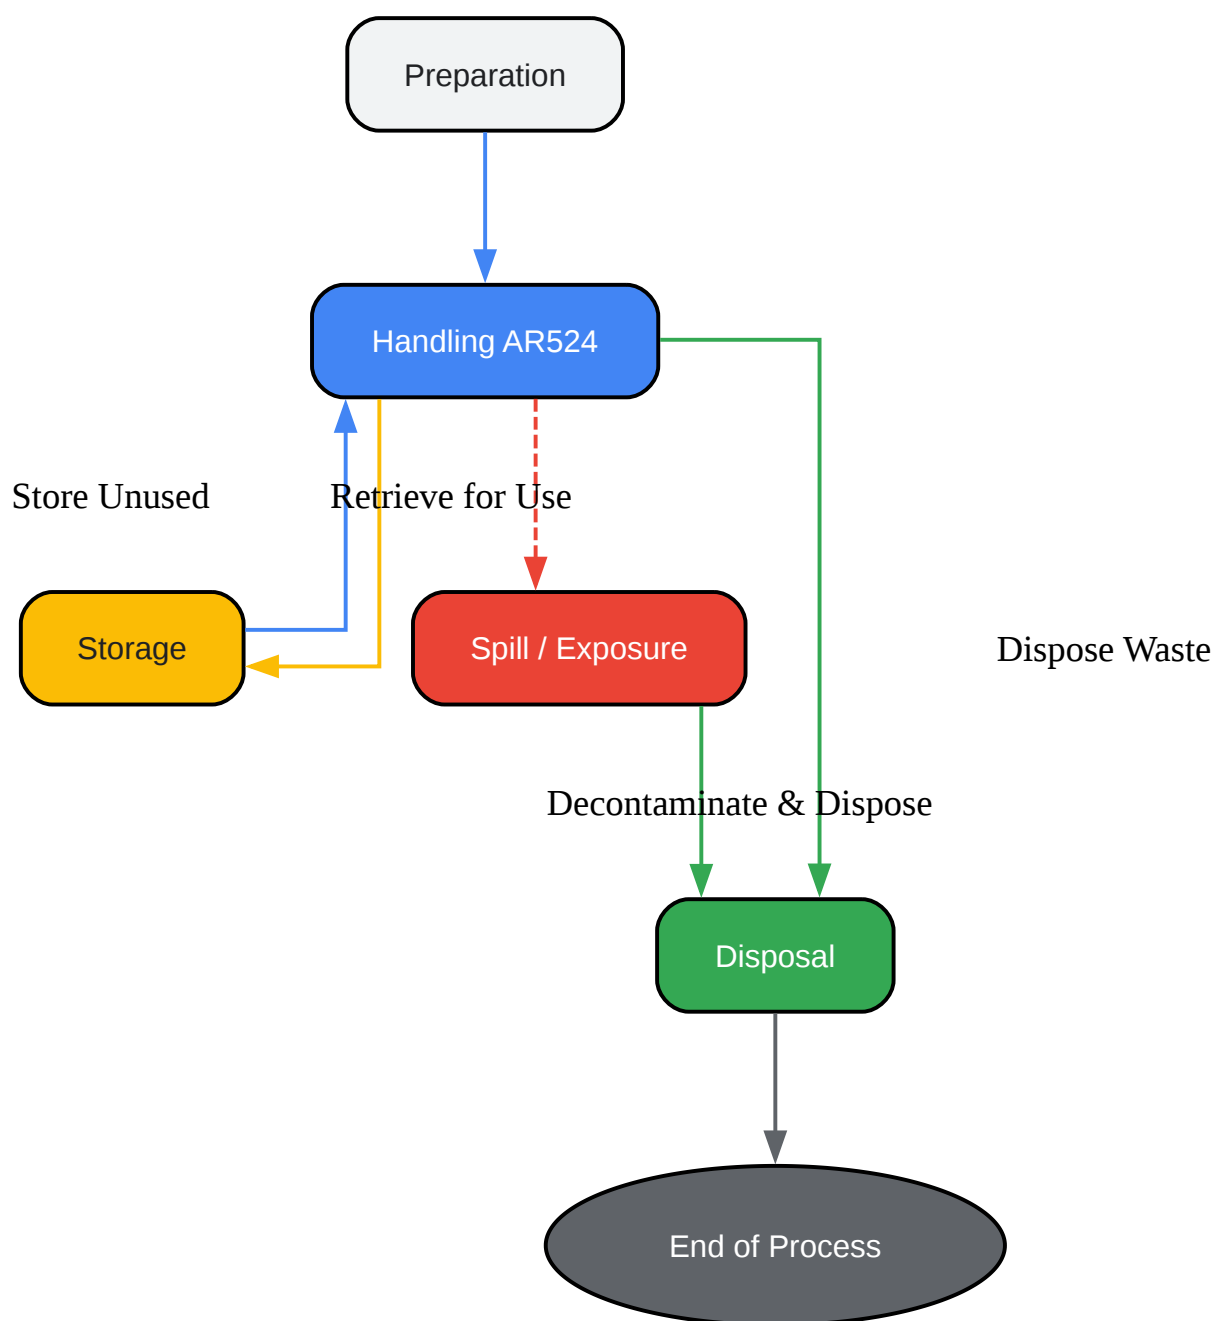 Preparation
Handling AR524
Store Unused
Retrieve for Use
Storage
Spill / Exposure
Dispose Waste
Decontaminate & Dispose
Disposal
End of Process